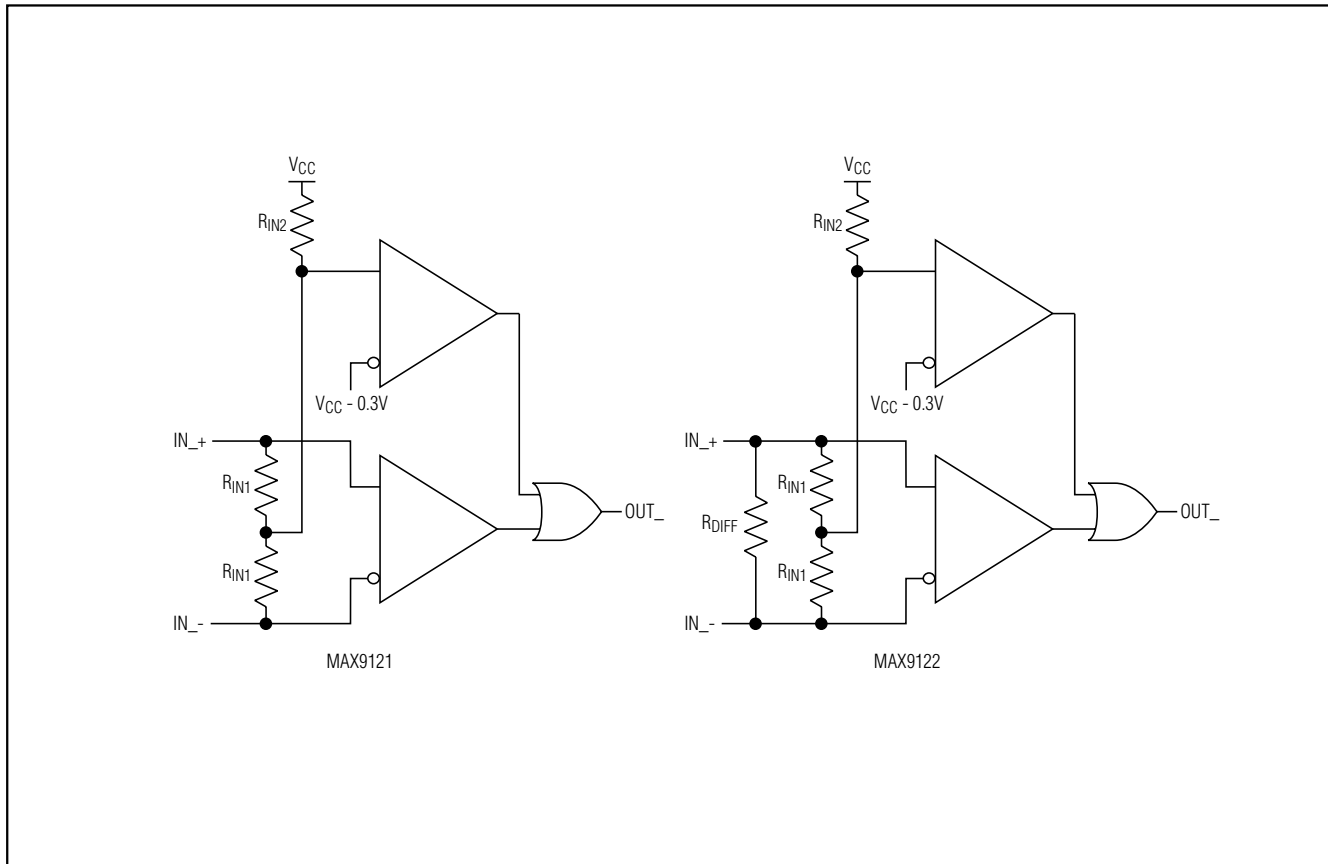 VCC
RIN2
VCC - 0.3V
IN_+
RIN1
RIN1
IN_-
OUT_
MAX9121
VCC
RIN2
VCC - 0.3V
IN_+
RDIFF
RIN1
RIN1
IN_-
OUT_
MAX9122